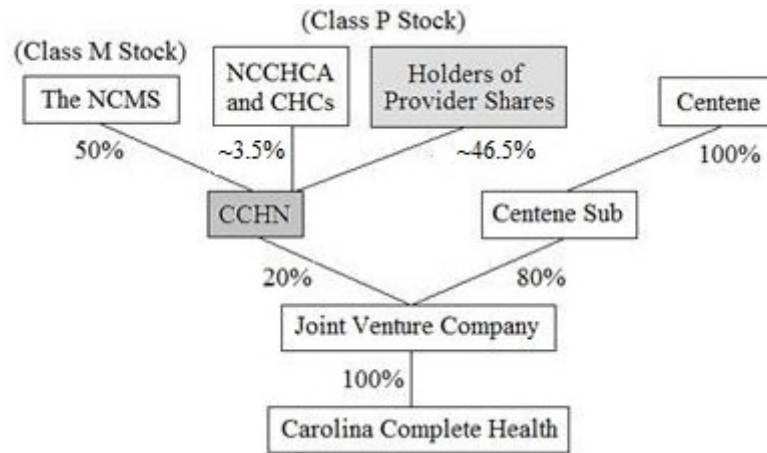 (Class P Stock)
(Class M Stock)
The NCMS
NCCHCA
and CHCs
Holders of
Provider Shares
Centene
50%
~3.5%
~46.5%
100%
CCHN
Centene Sub
20%
80%
Joint Venture Company
100%
Carolina Complete Health